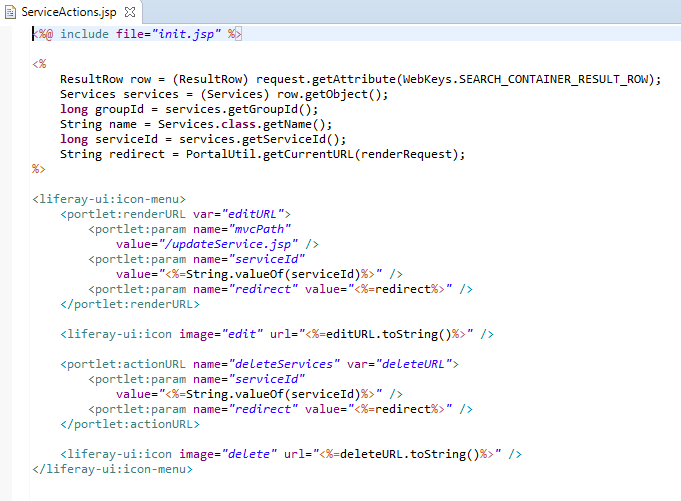 ServiceActions.jsp
<%@ include file="init.jsp" %>
<%
ResultRow row = (ResultRow) request.getAttribute(WebKeys.SEARCH_CONTAINER_RESULT_ROW);
Services services = (Services) row.getObject();
long groupId = services.getGroupId();
String name = Services.class.getName();
long serviceId = services.getServiceId();
String redirect = PortalUtil.getCurrentURL(renderRequest);
%>
<liferay-ui:icon-menu>
<portlet:renderURL var="editURL">
<portlet:param name="mvcPath"
value="/updateService.jsp" />
<portlet:param name="serviceId"
value="<%=String.valueOf(serviceId)%>" />
<portlet:param name="redirect" value="<%=redirect%>" />
</portlet:renderURL>
<liferay-ui:icon image="edit" url="<%=editURL.toString()%>" />
<portlet:actionURL name="deleteServices" var="deleteURL">
<portlet:param name="serviceId"
value="<%=String.valueOf(serviceId)%>" />
<portlet:param name="redirect" value="<%=redirect%>" />
</portlet:actionURL>
<liferay-ui:icon image="delete" url="<%=deleteURL.toString()%>" />
</liferay-ui:icon-menu>